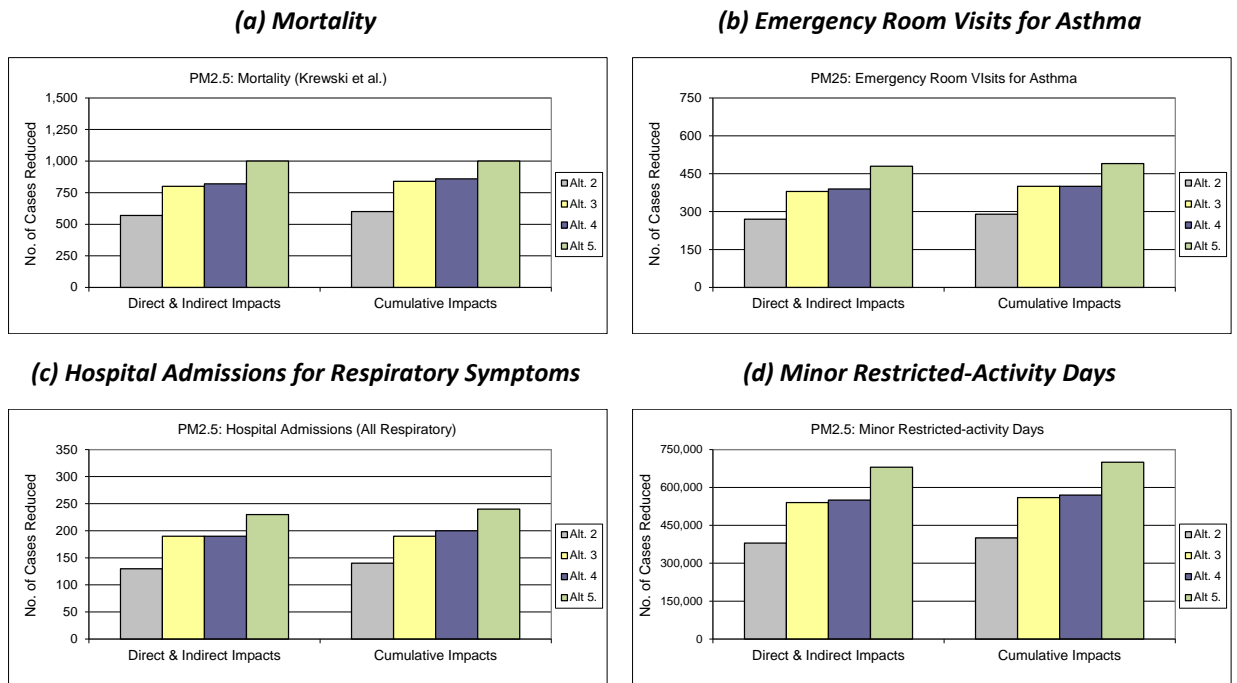 (a) Mortality
PM2.5: Mortality (Krewski et al.)
No. of Cases Reduced
1,500
1,250
1,000
750
500
250
0
Direct & Indirect Impacts
Cumulative Impacts
Alt. 2
Alt. 3
Alt. 4
Alt 5.
(b) Emergency Room Visits for Asthma
PM25: Emergency Room VIsits for Asthma
No. of Cases Reduced
750
600
450
300
150
0
Direct & Indirect Impacts
Cumulative Impacts
Alt. 2
Alt. 3
Alt. 4
Alt 5.
(c) Hospital Admissions for Respiratory Symptoms
PM2.5: Hospital Admissions (All Respiratory)
No. of Cases Reduced
350
300
250
200
150
100
50
0
Direct & Indirect Impacts
Cumulative Impacts
Alt. 2
Alt. 3
Alt. 4
Alt 5.
(d) Minor Restricted-Activity Days
PM2.5: Minor Restricted-activity Days
No. of Cases Reduced
750,000
600,000
450,000
300,000
150,000
0
Direct & Indirect Impacts
Cumulative Impacts
Alt. 2
Alt. 3
Alt. 4
Alt 5.